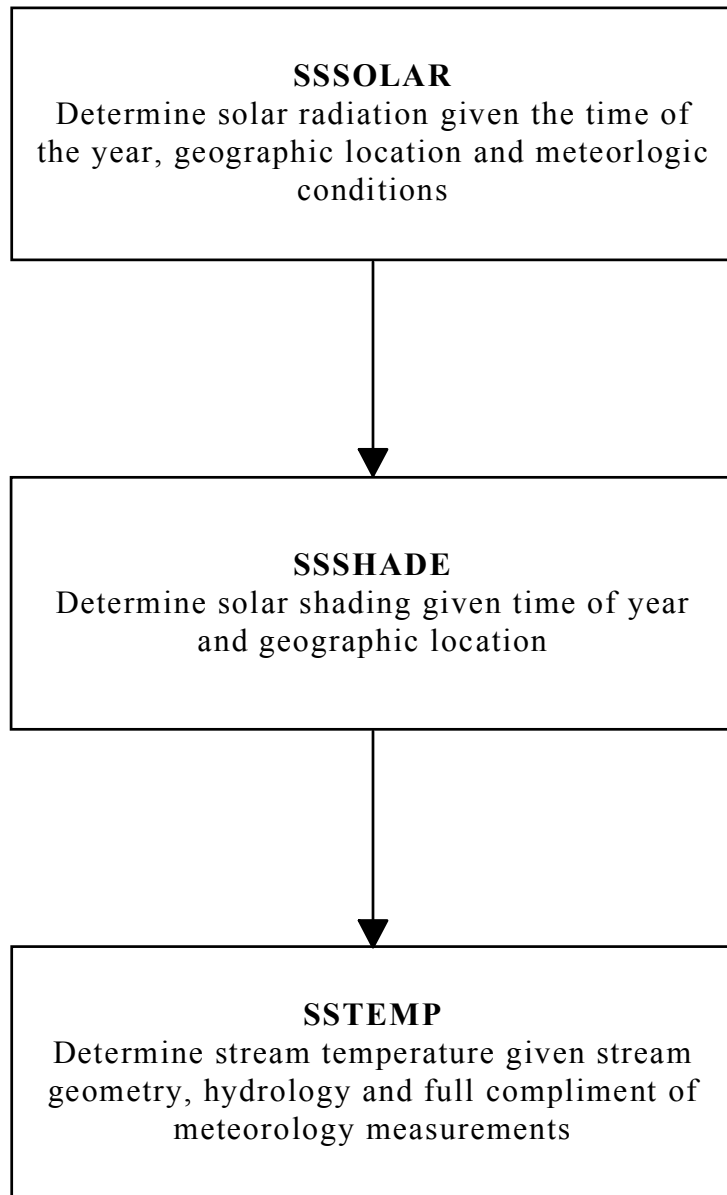 SSSOLAR
Determine solar radiation given the time of
the year, geographic location and meteorlogic
conditions
SSSHADE
Determine solar shading given time of year
and geographic location
SSTEMP
Determine stream temperature given stream
geometry, hydrology and full compliment of
meteorology measurements